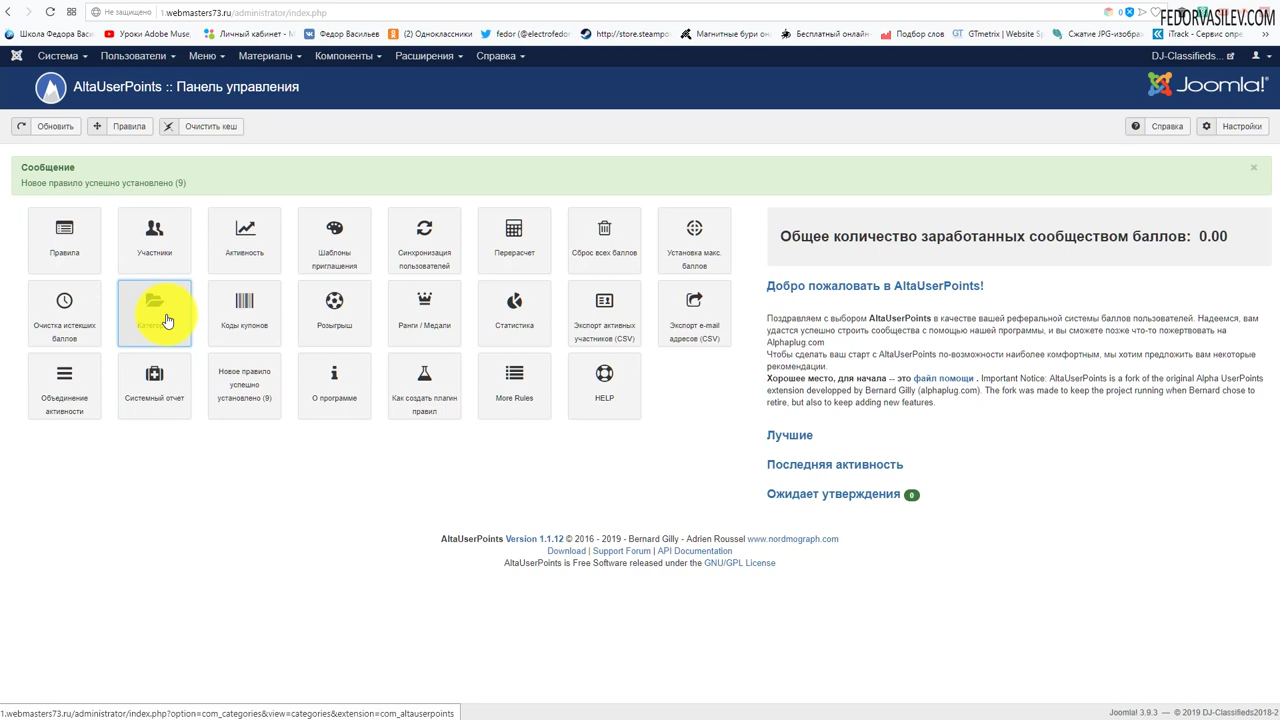 Не защищено
1.webmasters73.ru/administrator/index.php
0
FEDORVASILEV.COM
Школа Федора Васи
Уроки Adobe Muse,
Личный кабинет - М
Федор Васильев
(2) Одноклассники
fedor (@electrofedor
http://store.steampo
Магнитные бури он
Бесплатный онлайн
Подбор слов
GTmetrix | Website S
Сжатие JPG-изобра
iTrack - Сервис опре
Система
Пользователи
Меню
Материалы
Компоненты
Расширения
Справка
DJ-Classifieds...
AltaUserPoints :: Панель управления
Joomla!®
Обновить
Правила
Очистить кеш
Справка
Настройки
Сообщение
×
Новое правило успешно установлено (9)
Правила
Участники
Активность
Шаблоны
приглашения
Синхронизация
пользователей
Перерасчет
Сброс всех баллов
Установка макс.
баллов
Общее количество заработанных сообществом баллов: 0.00
Очистка истекших
баллов
Коды купонов
Розыгрыш
Ранги / Медали
Статистика
Экспорт активных
участников (CSV)
Экспорт e-mail
адресов (CSV)
Объединение
активности
Системный отчет
Новое правило
успешно
установлено (9)
О программе
Как создать плагин
правил
More Rules
HELP
Добро пожаловать в AltaUserPoints!
Поздравляем с выбором AltaUserPoints в качестве вашей реферальной системы баллов пользователей. Надеемся, вам
удастся успешно строить сообщества с помощью нашей программы, и вы сможете позже что-то пожертвовать на
Alphaplug.com
Чтобы сделать ваш старт с AltaUserPoints по-возможности наиболее комфортным, мы хотим предложить вам некоторые
рекомендации.
Хорошее место, для начала -- это файл помощи . Important Notice: AltaUserPoints is a fork of the original Alpha UserPoints
extension developped by Bernard Gilly (alphaplug.com). The fork was made to keep the project running when Bernard chose to
retire, but also to keep adding new features.
Лучшие
Последняя активность
Ожидает утверждения 0
AltaUserPoints Version 1.1.12 © 2016 - 2019 - Bernard Gilly - Adrien Roussel www.nordmograph.com
Download | Support Forum | API Documentation
AltaUserPoints is Free Software released under the GNU/GPL License
1.webmasters73.ru/administrator/index.php?option=com_categories&view=categories&extension=com_altauserpoints
Joomla! 3.9.3 — © 2019 DJ-Classifieds2018-2